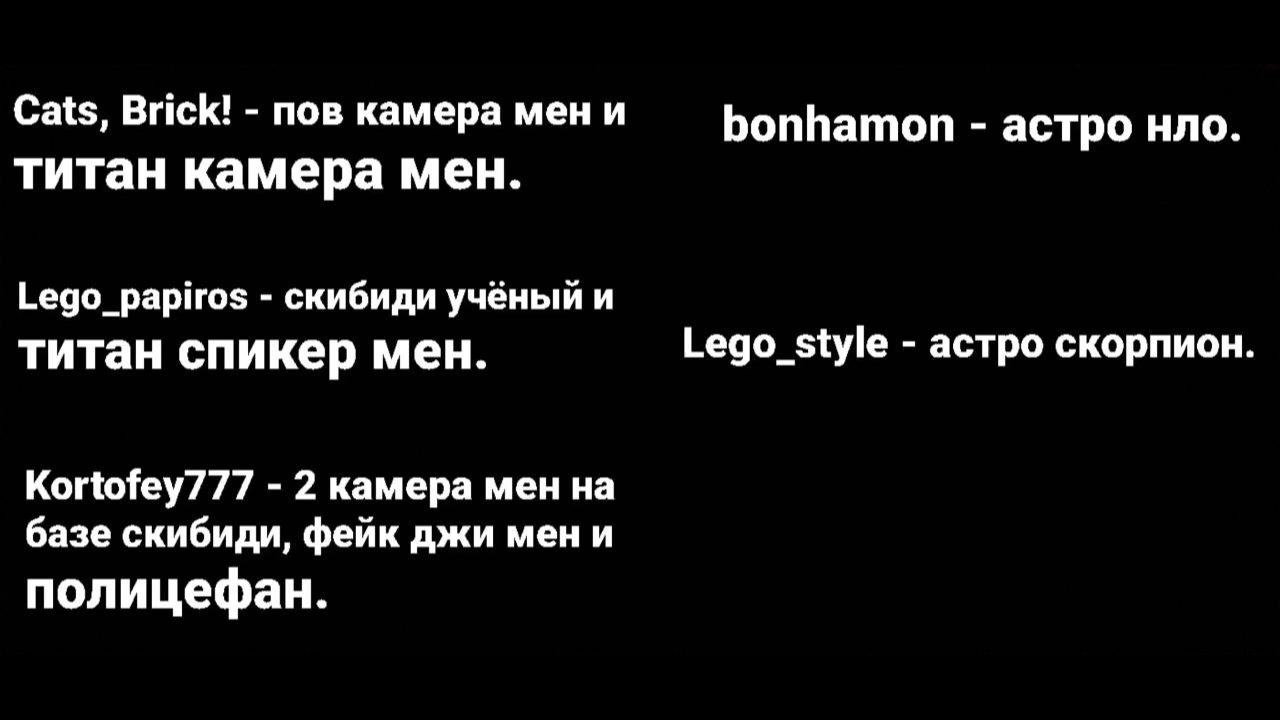 Cats, Brick! - пов камера мен и
титан камера мен.
Lego_papiros - скибиди учёный и
титан спикер мен.
Kortofey777 - 2 камера мен на
базе скибиди, фейк джи мен и
полицефан.
bonhamon - астро нло.
Lego_style - астро скорпион.